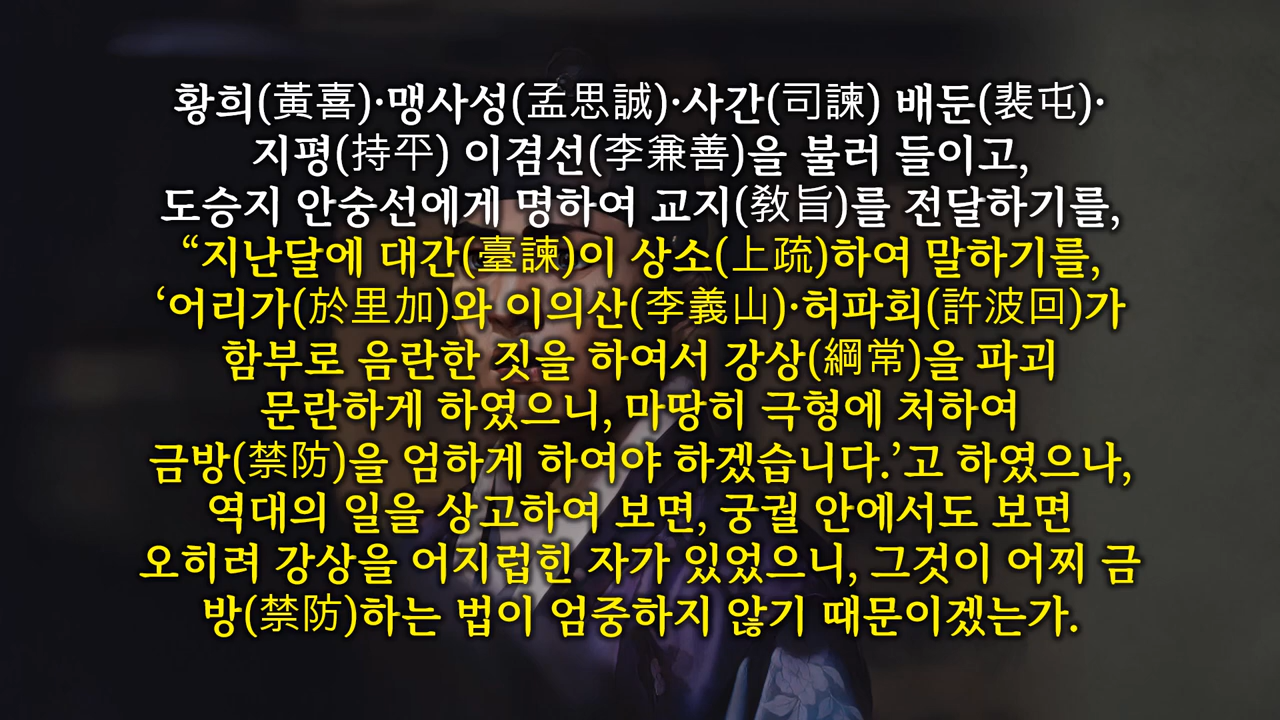 황희(黃喜)·맹사성(孟思誠)·사간(司諫) 배둔(裴屯)·
지평(持平) 이겸선(李兼善)을 불러 들이고,
도승지 안숭선에게 명하여 교지(敎旨)를 전달하기를,
“지난달에 대간(臺諫)이 상소(上疏)하여 말하기를,
‘어리가(於里加)와 이의산(李義山)·허파회(許波回)가
함부로 음란한 짓을 하여서 강상(綱常)을 파괴
문란하게 하였으니, 마땅히 극형에 처하여
금방(禁防)을 엄하게 하여야 하겠습니다.’고 하였으나,
역대의 일을 상고하여 보면, 궁궐 안에서도 보면
오히려 강상을 어지럽힌 자가 있었으니, 그것이 어찌 금
방(禁防)하는 법이 엄중하지 않기 때문이겠는가.